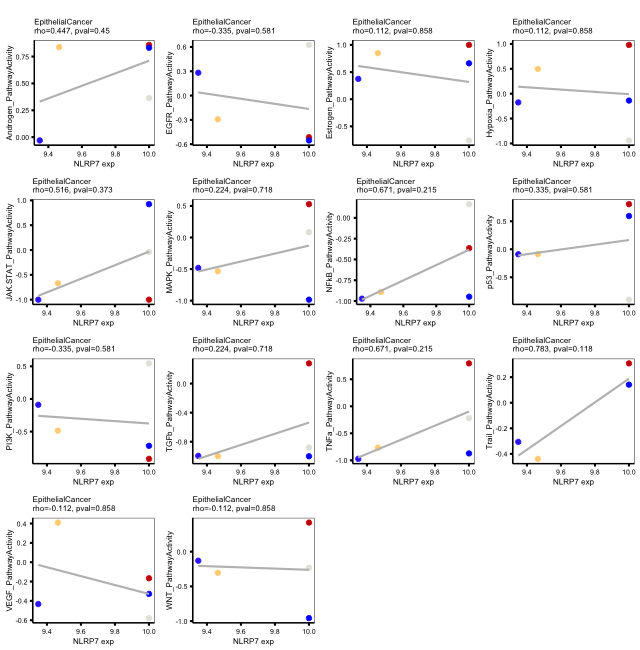 EpithelialCancer
rho=0.447, pval=0.45
Androgen_PathwayActivity
0.75
0.50
0.25
0.00
9.4 9.6 9.8 10.0
NLRP7 exp
EpithelialCancer
rho=-0.335, pval=0.581
EGFR_PathwayActivity
0.6
0.3
0.0
-0.3
-0.6
9.4 9.6 9.8 10.0
NLRP7 exp
EpithelialCancer
rho=0.112, pval=0.858
Estrogen_PathwayActivity
1.0
0.5
0.0
-0.5
9.4 9.6 9.8 10.0
NLRP7 exp
EpithelialCancer
rho=0.112, pval=0.858
Hypoxia_PathwayActivity
1.0
0.5
0.0
-0.5
-1.0
9.4 9.6 9.8 10.0
NLRP7 exp
EpithelialCancer
rho=0.516, pval=0.373
JAK.STAT_PathwayActivity
1.0
0.5
0.0
-0.5
-1.0
9.4 9.6 9.8 10.0
NLRP7 exp
EpithelialCancer
rho=0.224, pval=0.718
MAPK_PathwayActivity
0.5
0.0
-0.5
-1.0
9.4 9.6 9.8 10.0
NLRP7 exp
EpithelialCancer
rho=0.671, pval=0.215
NFkB_PathwayActivity
0.00
-0.25
-0.50
-0.75
-1.00
9.4 9.6 9.8 10.0
NLRP7 exp
EpithelialCancer
rho=0.335, pval=0.581
p53_PathwayActivity
0.5
0.0
-0.5
9.4 9.6 9.8 10.0
NLRP7 exp
EpithelialCancer
rho=-0.335, pval=0.581
PI3K_PathwayActivity
0.5
0.0
-0.5
9.4 9.6 9.8 10.0
NLRP7 exp
EpithelialCancer
rho=0.224, pval=0.718
TGFb_PathwayActivity
0.0
-0.4
-0.8
9.4 9.6 9.8 10.0
NLRP7 exp
EpithelialCancer
rho=0.671, pval=0.215
TNFa_PathwayActivity
0.5
0.0
-0.5
-1.0
9.4 9.6 9.8 10.0
NLRP7 exp
EpithelialCancer
rho=0.783, pval=0.118
Trail_PathwayActivity
0.2
0.0
-0.2
-0.4
9.4 9.6 9.8 10.0
NLRP7 exp
EpithelialCancer
rho=-0.112, pval=0.858
VEGF_PathwayActivity
0.4
0.2
0.0
-0.2
-0.4
-0.6
9.4 9.6 9.8 10.0
NLRP7 exp
EpithelialCancer
rho=-0.112, pval=0.858
WNT_PathwayActivity
0.0
-0.5
-1.0
9.4 9.6 9.8 10.0
NLRP7 exp